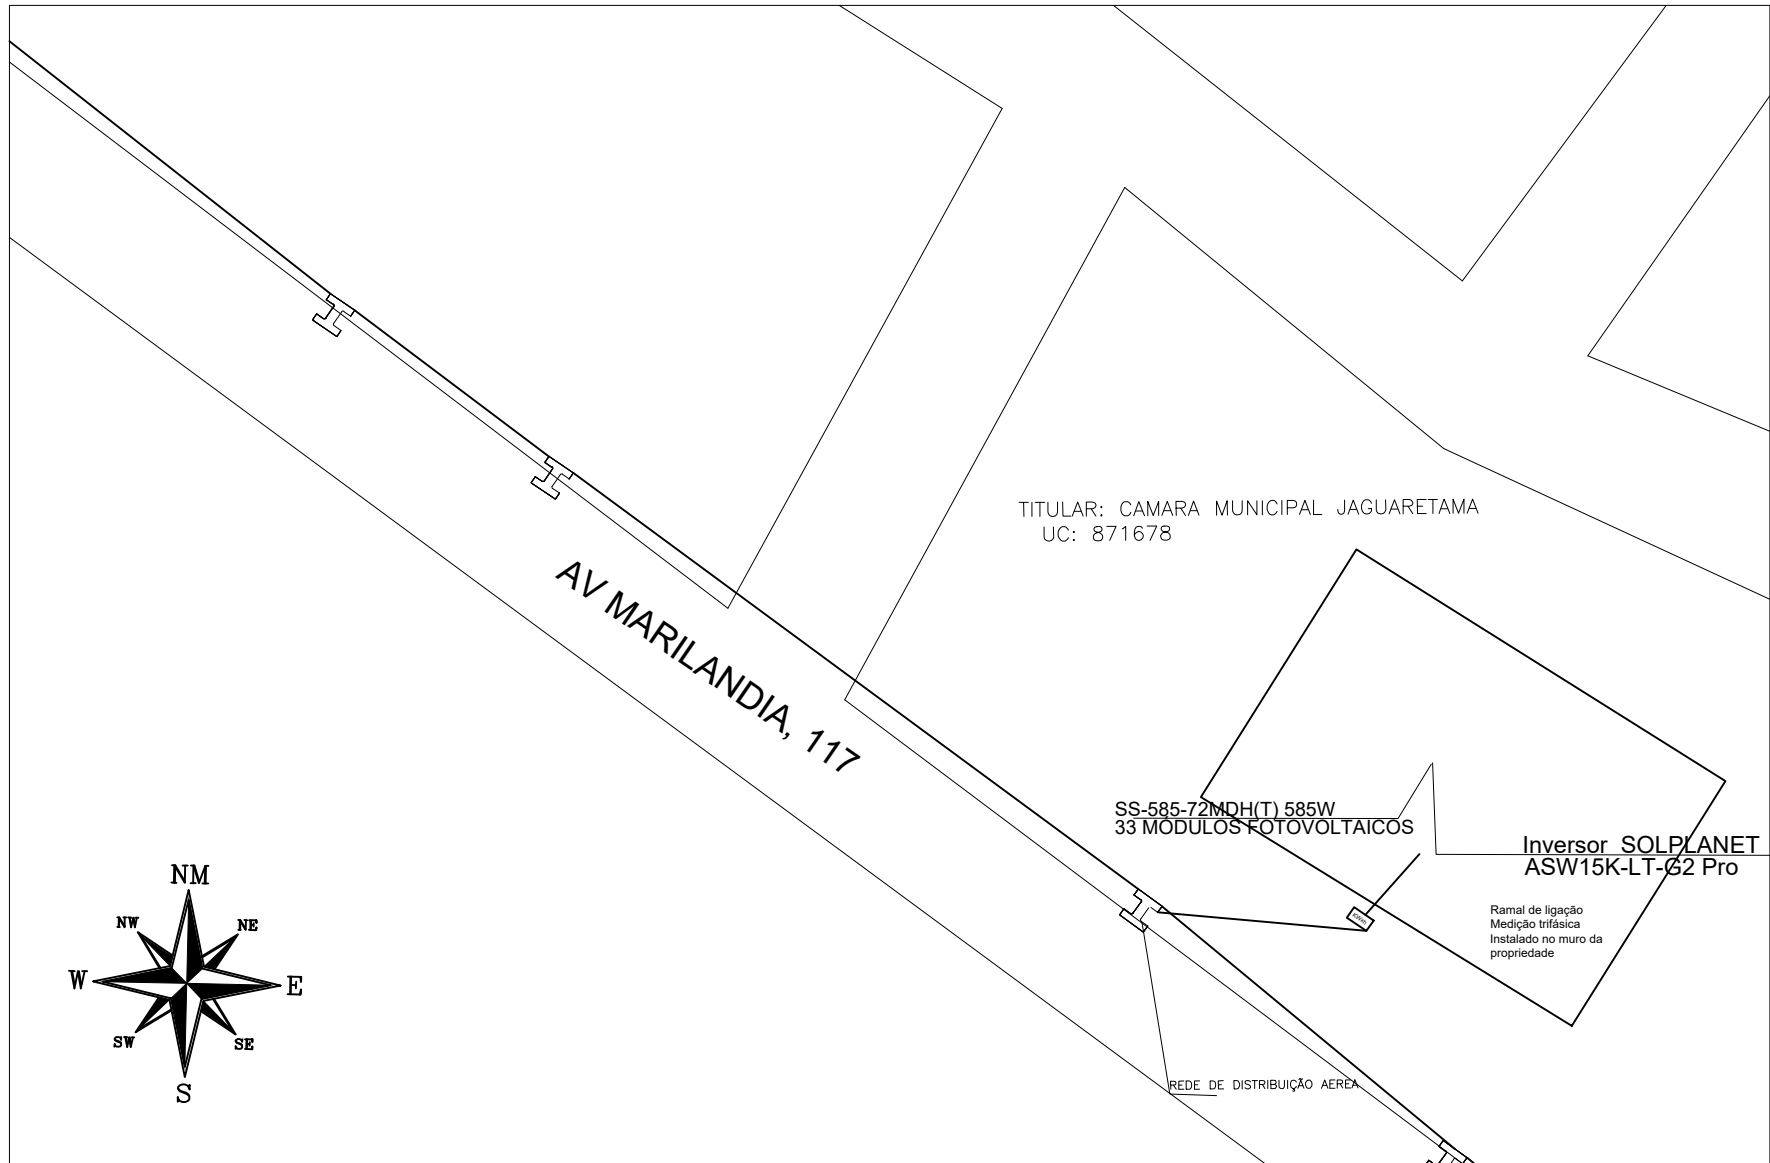 TITULAR: CAMARA MUNICIPAL JAGUARETAMA
UC: 871678
AV MARILANDIA, 117
SS-585-72MDH(T) 585W
33 MÓDULOS FOTOVOLTAICOS
Inversor SOLPLANET
ASW15K-LT-G2 Pro
Ramal de ligação
Medição trifásica
Instalado no muro da
propriedade
REDE DE DISTRIBUIÇÃO AEREA
NM
NW
NE
W
E
SW
SE
S